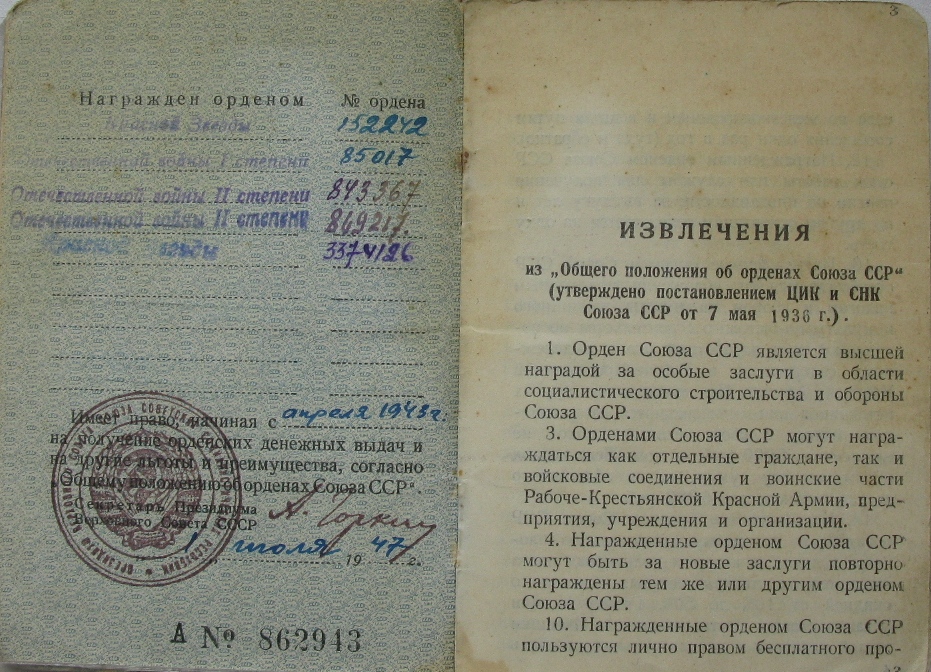 Награжден орденом № ордена
Красной Звезды 152242
Отечественной войны I степени 85017
Отечественной войны II степени 843367
Отечественной войны II степени 869217.
Красной Звезды 3374126
Имеет право, начиная с апреля 1943г.
на получение орденских денежных выдач и
на другие льготы и преимущества, согласно
„Общему положению об орденах Союза ССР“.
Секретарь Президиума
Верховного Совета СССР А. Горкин
июля 1947 г.
А № 862943
3
ИЗВЛЕЧЕНИЯ
из „Общего положения об орденах Союза ССР“
(утверждено постановлением ЦИК и СНК
Союза ССР от 7 мая 1936 г.).
1. Орден Союза ССР является высшей
наградой за особые заслуги в области
социалистического строительства и обороны
Союза ССР.
3. Орденами Союза ССР могут награ-
ждаться как отдельные граждане, так и
войсковые соединения и воинские части
Рабоче-Крестьянской Красной Армии, пред-
приятия, учреждения и организации.
4. Награжденные орденом Союза ССР
могут быть за новые заслуги повторно
награждены тем же или другим орденом
Союза ССР.
10. Награжденные орденом Союза ССР
пользуются лично правом бесплатного про-